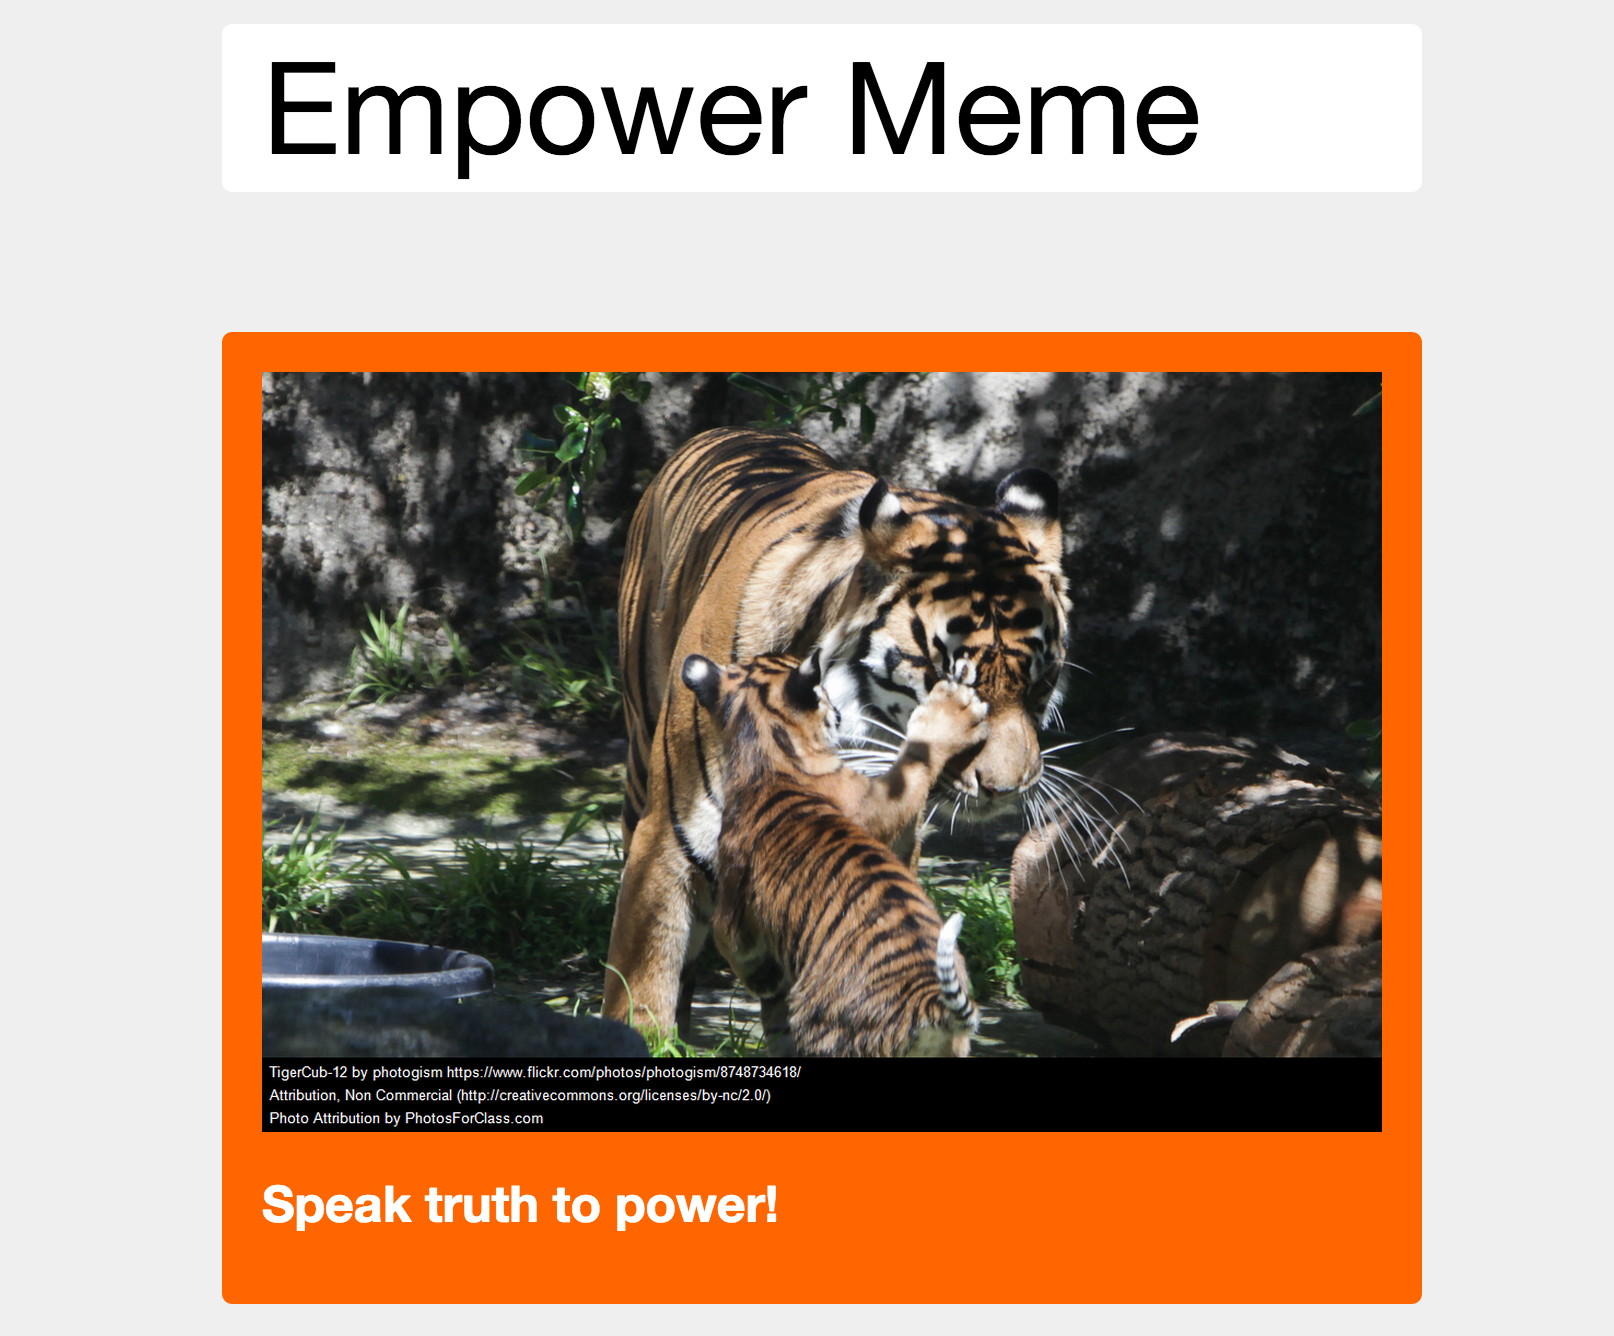 Empower Meme
TigerCub-12 by photogism https://www.flickr.com/photos/photogism/8748734618/
Attribution, Non Commercial (http://creativecommons.org/licenses/by-nc/2.0/)
Photo Attribution by PhotosForClass.com
Speak truth to power!